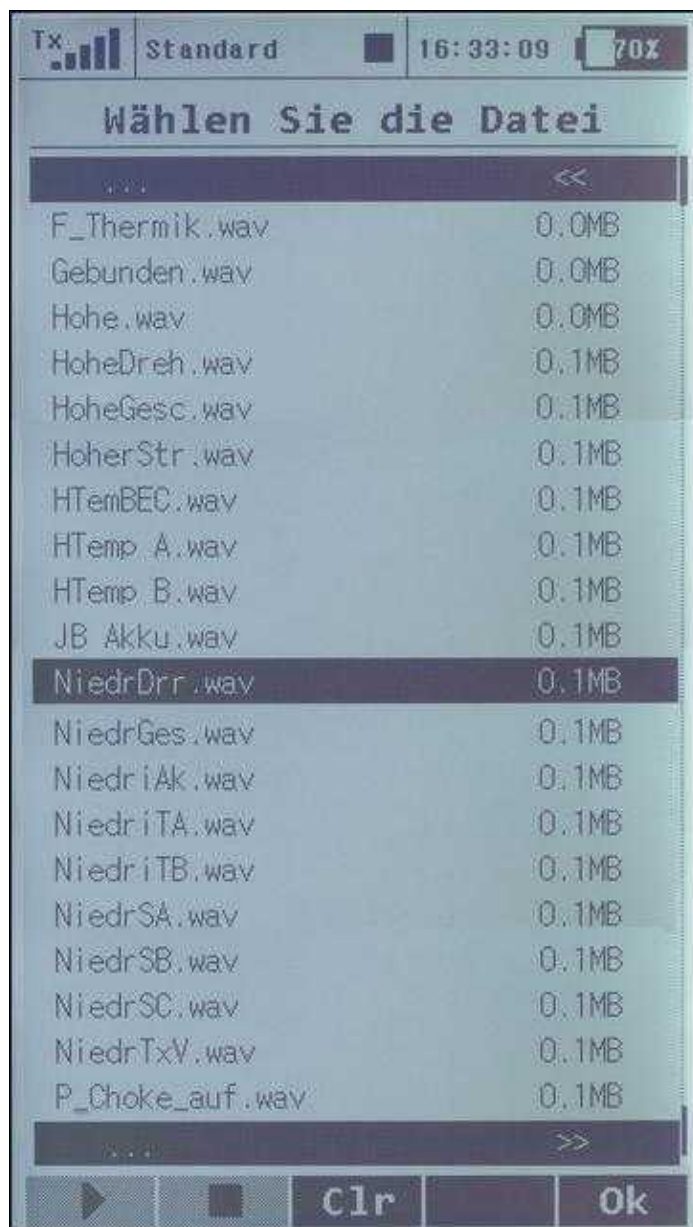 Tx Standard 16:33:09 70%
Wählen Sie die Datei
... <<
F_Thermik.wav 0.0MB
Gebunden.wav 0.0MB
Hohe.wav 0.0MB
HoheDreh.wav 0.1MB
HoheGesc.wav 0.1MB
HoherStr.wav 0.1MB
HTemBEC.wav 0.1MB
HTemp A.wav 0.1MB
HTemp B.wav 0.1MB
JB Akku.wav 0.1MB
NiedrDrr.wav 0.1MB
NiedrGes.wav 0.1MB
NiedriAk.wav 0.1MB
NiedriTA.wav 0.1MB
NiedriTB.wav 0.1MB
NiedrSA.wav 0.1MB
NiedrSB.wav 0.1MB
NiedrSC.wav 0.1MB
NiedrTxV.wav 0.1MB
P_Choke_auf.wav 0.1MB
... >>
Clr Ok